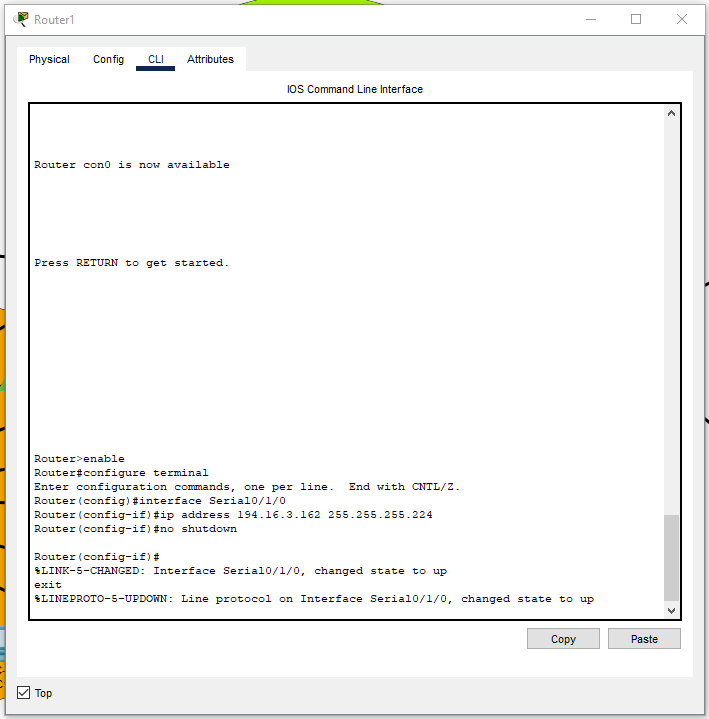 Router1
Physical Config CLI Attributes
IOS Command Line Interface
Router con0 is now available
Press RETURN to get started.
Router>enable
Router#configure terminal
Enter configuration commands, one per line.  End with CNTL/Z.
Router(config)#interface Serial0/1/0
Router(config-if)#ip address 194.16.3.162 255.255.255.224
Router(config-if)#no shutdown
Router(config-if)#
%LINK-5-CHANGED: Interface Serial0/1/0, changed state to up
exit
%LINEPROTO-5-UPDOWN: Line protocol on Interface Serial0/1/0, changed state to up
Copy Paste
Top